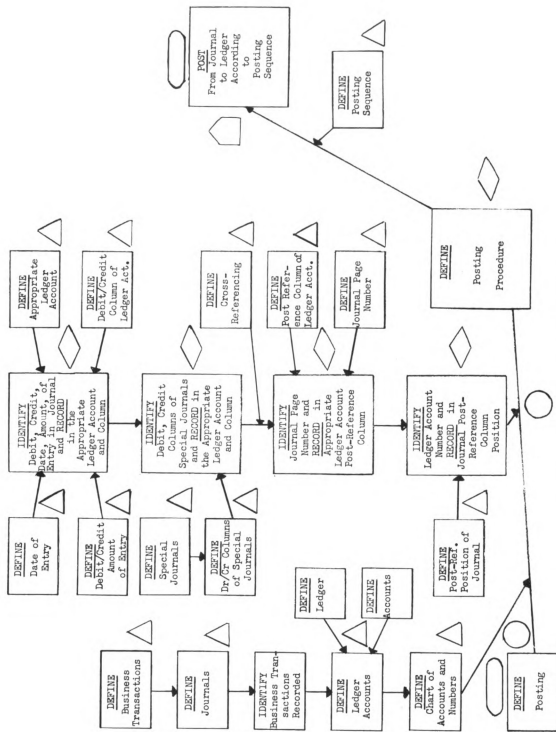 DEFINE
Business
Transactions
DEFINE
Journals
IDENTIFY
Business Tran-
sactions
Recorded
DEFINE
Ledger
Accounts
DEFINE
Ledger
DEFINE
Accounts
DEFINE
Chart of
Accounts and
Numbers
DEFINE
Posting
DEFINE
Date of
Entry
DEFINE
Debit/Credit
Amount
of Entry
IDENTIFY
Debit, Credit,
Date, Amount, of
Entry in Journal
and RECORD
in the
Appropriate
Ledger Account
and Column
DEFINE
Appropriate
Ledger
Account
DEFINE
Debit/Credit
Column of
Ledger Act.
DEFINE
Special
Journals
DEFINE
Dr/Cr Columns
of Special
Journals
IDENTIFY
Debit, Credit
Columns of
Special Journals
and RECORD in
the Appropriate
Ledger Account
and Column
DEFINE
Cross-
Referencing
IDENTIFY
Journal Page
Number and
RECORD in
Appropriate
Ledger Account
Post-Reference
Column
DEFINE
Post Refer-
ence Column of
Ledger Act.
DEFINE
Journal Page
Number
DEFINE
Post-Ref.
Position of
Journal
IDENTIFY
Ledger Account
Number and
RECORD in
Journal Post-
Reference
Column
Position
DEFINE
Posting
Procedure
DEFINE
Posting
Sequence
POST
From Journal
to Ledger
According
to
Posting
Sequence